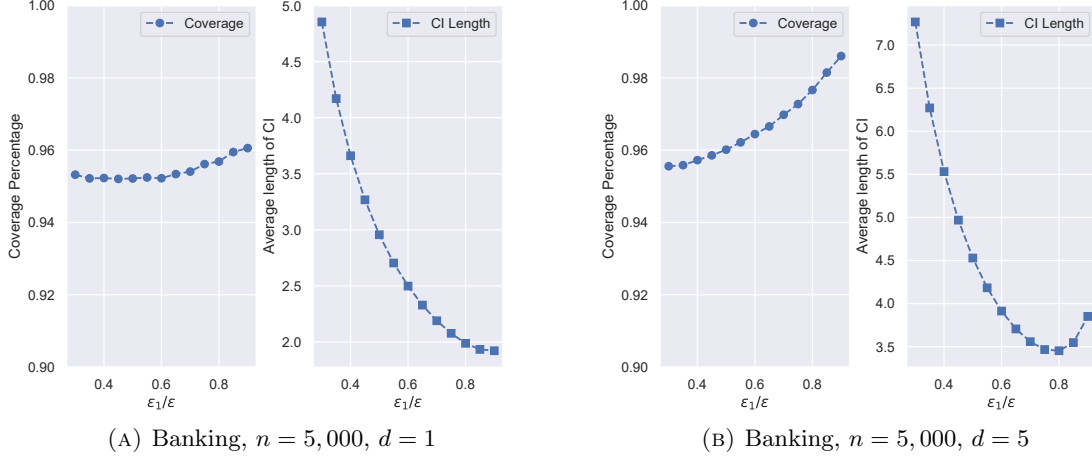 1.00
0.98
0.96
0.94
0.92
0.90
Coverage Percentage
Coverage
0.4
0.6
0.8
ε₁/ε
5.0
4.5
4.0
3.5
3.0
2.5
2.0
Average length of CI
CI Length
0.4
0.6
0.8
ε₁/ε
(A) Banking, n = 5,000, d = 1
1.00
0.98
0.96
0.94
0.92
0.90
Coverage Percentage
Coverage
0.4
0.6
0.8
ε₁/ε
7.0
6.5
6.0
5.5
5.0
4.5
4.0
3.5
Average length of CI
CI Length
0.4
0.6
0.8
ε₁/ε
(B) Banking, n = 5,000, d = 5